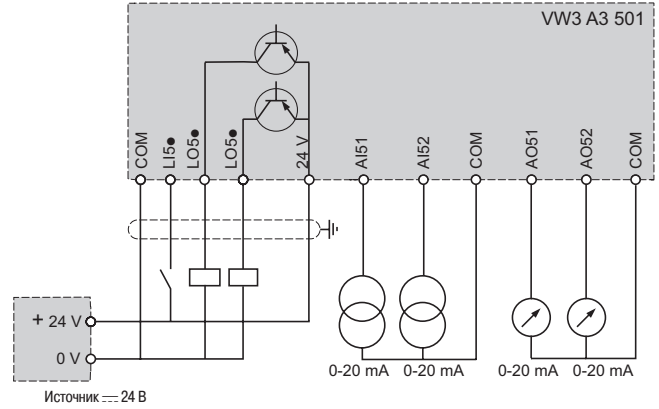 VW3 A3 501
COM
LI5●
LO5●
LO5●
24 V
AI51
AI52
COM
AO51
AO52
COM
+ 24 V
0 V
0-20 mA
0-20 mA
0-20 mA
0-20 mA
Источник ⎓ 24 В